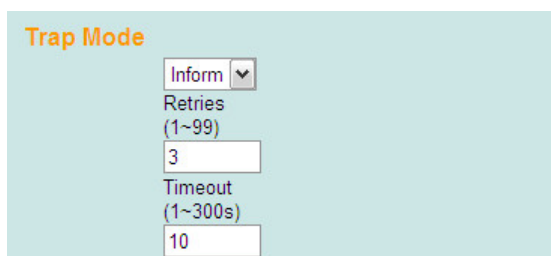 Trap Mode
Inform
Retries
(1~99)
3
Timeout
(1~300s)
10